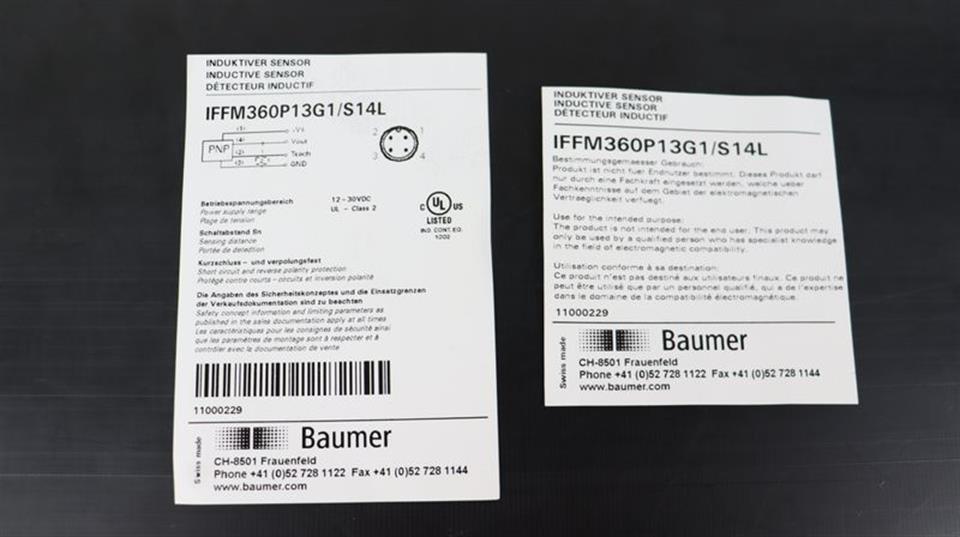 INDUKTIVER SENSOR
INDUCTIVE SENSOR
DÉTECTEUR INDUCTIF
IFFM360P13G1/S14L
PNP
(1)
+Vs
(4)
Vout
(2)
Teach
(3)
GND
2
1
3
4
Betriebsspannungsbereich
Power supply range
Plage de tension
12-30VDC
UL - Class 2
C UL US
LISTED
IND. CONT. EQ.
Schaltabstand Sn
Sensing distance
Portée de detection
Kurzschluss - und verpolungsfest
Short circuit and reverse polarity protection
Protégé contre courts - circuits et inversion polarité
Die Angaben des Sicherheitskonzeptes und die Einsatzgrenzen
der Verkaufsdokumentation sind zu beachten
Safety concept information and limiting parameters as
published in the sales documentation apply at all times
Les caractéristiques pour les consignes de sécurité ainsi
que les paramètres de montage sont à respecter et à
contrôler avec la documentation de vente
11000229
Swiss made
Baumer
CH-8501 Frauenfeld
Phone +41 (0)52 728 1122 Fax +41 (0)52 728 1144
www.baumer.com
INDUKTIVER SENSOR
INDUCTIVE SENSOR
DÉTECTEUR INDUCTIF
IFFM360P13G1/S14L
Bestimmungsgemaesser Gebrauch:
Produkt ist nicht fuer Endnutzer bestimmt. Dieses Produkt darf
nur durch eine Fachkraft eingesetzt werden, welche ueber
Fachkenntnisse auf dem Gebiet der elektromagnetischen
Vertraeglichkeit verfuegt.
Use for the intended purpose:
The product is not intended for the end user. This product may
only be used by a qualified person who has specialist knowledge
in the field of electromagnetic compatibility.
Utilisation conforme à sa destination:
Ce produit n'est pas destiné aux utilisateurs finaux. Ce produit ne
peut être utilisé que par un personnel qualifié, qui a de l'expertise
dans le domaine de la compatibilité électromagnétique.
11000229
Swiss made
Baumer
CH-8501 Frauenfeld
Phone +41 (0)52 728 1122 Fax +41 (0)52 728 1144
www.baumer.com